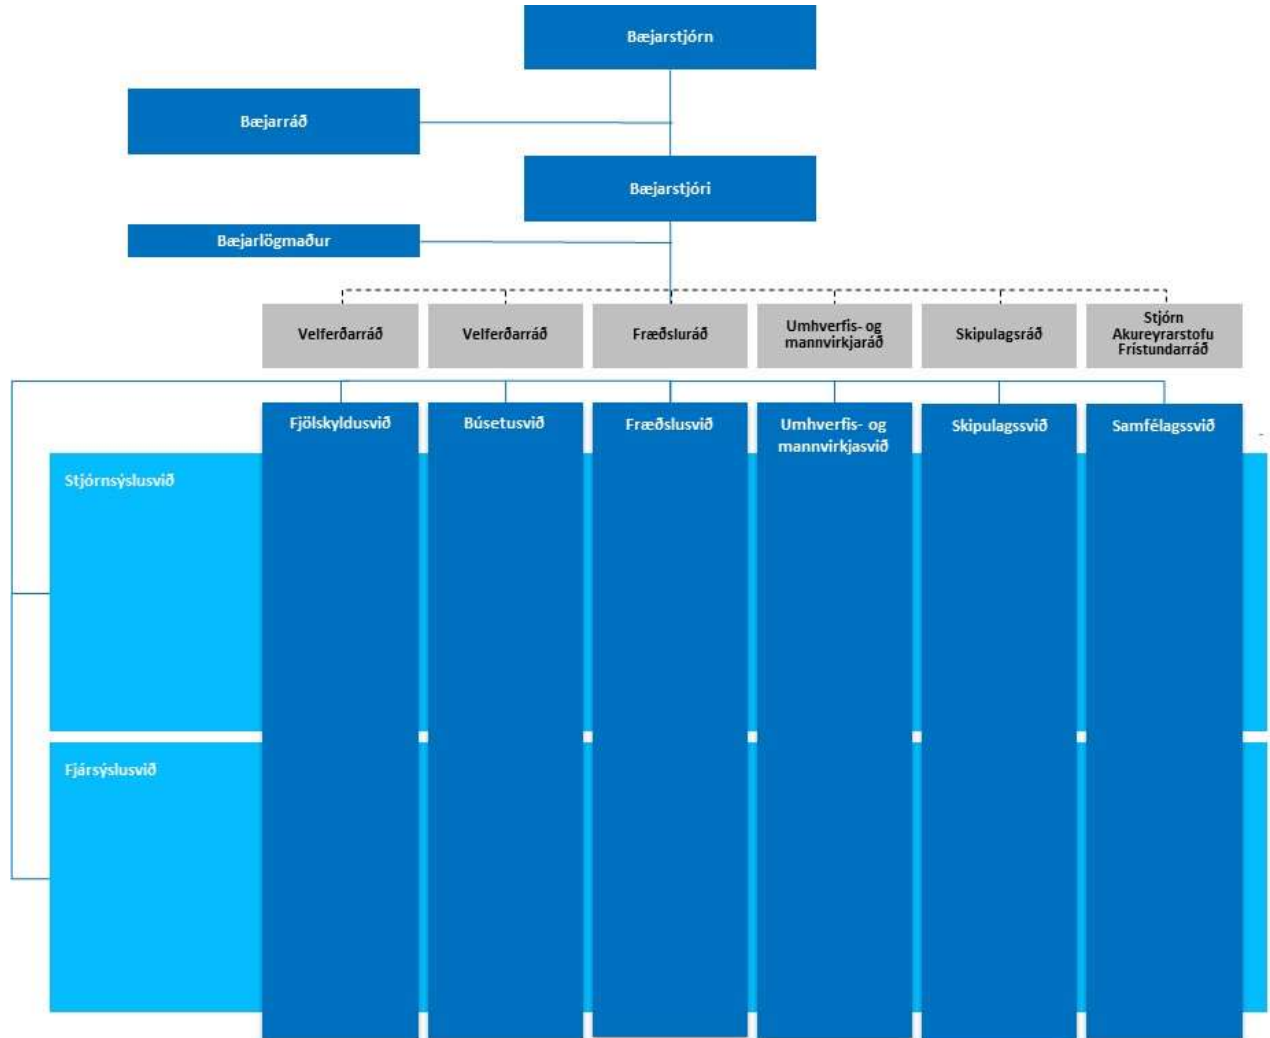 Bæjarstjórn
Bæjarráð
Bæjarstjóri
Bæjarlögmaður
Velferðarráð
Velferðarráð
Fræðsluráð
Umhverfis- og
mannvirkjaráð
Skipulagsráð
Stjórn
Akureyrarstofu
Frístundarráð
Fjölskyldusvið
Búsetusvið
Fræðslusvið
Umhverfis- og
mannvirkjasvið
Skipulagssvið
Samfélagssvið
Stjórnsýslusvið
Fjársýslusvið